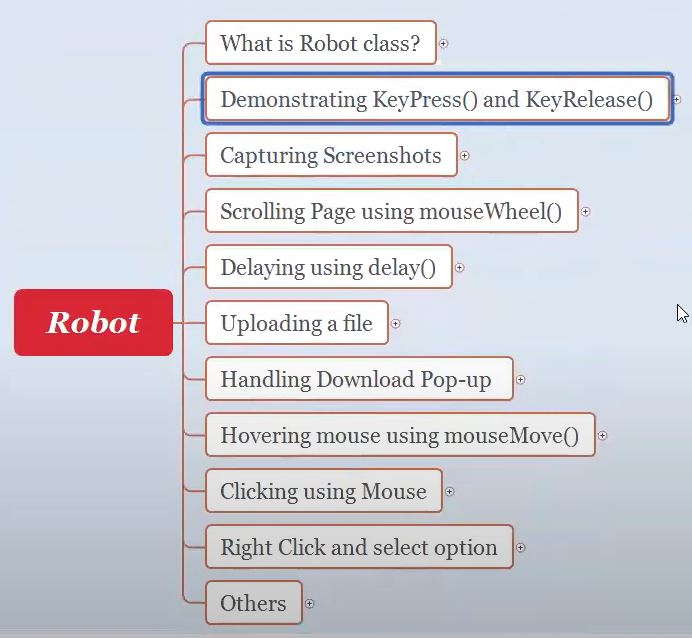 What is Robot class?
Demonstrating KeyPress() and KeyRelease()
Capturing Screenshots
Scrolling Page using mouseWheel()
Delaying using delay()
Robot
Uploading a file
Handling Download Pop-up
Hovering mouse using mouseMove()
Clicking using Mouse
Right Click and select option
Others